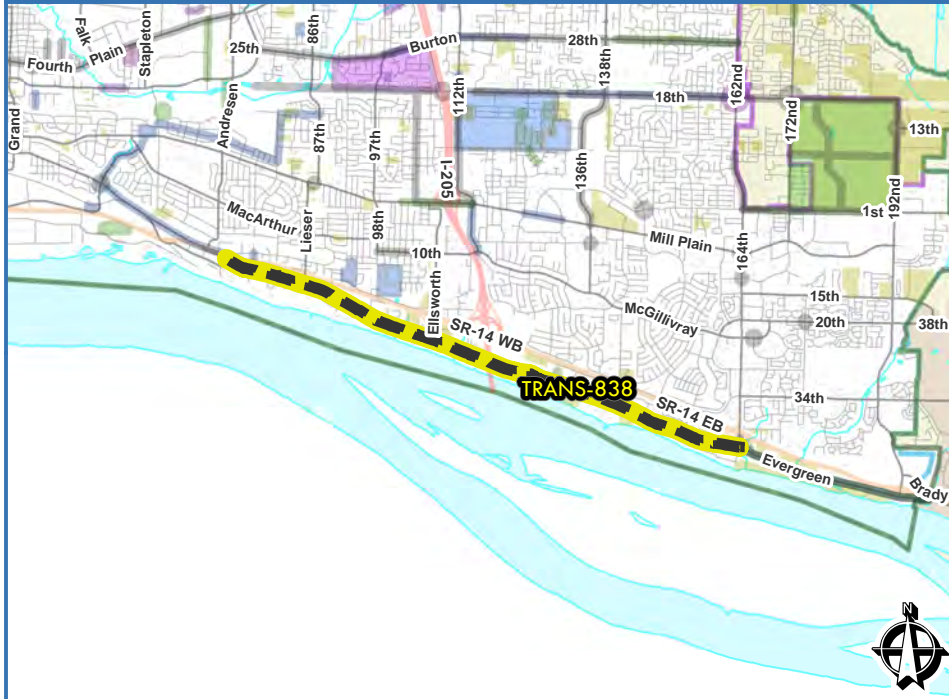 Falk
Plain
Fourth
Stapleton
25th
86th
Burton
28th
138th
162nd
112th
18th
172nd
13th
Grand
Andresen
87th
97th
I-205
136th
192nd
1st
MacArthur
Lieser
98th
10th
Mill Plain
164th
Ellsworth
SR-14 WB
McGillivray
15th
20th
38th
TRANS-838
SR-14 EB
34th
Evergreen
Brady
N